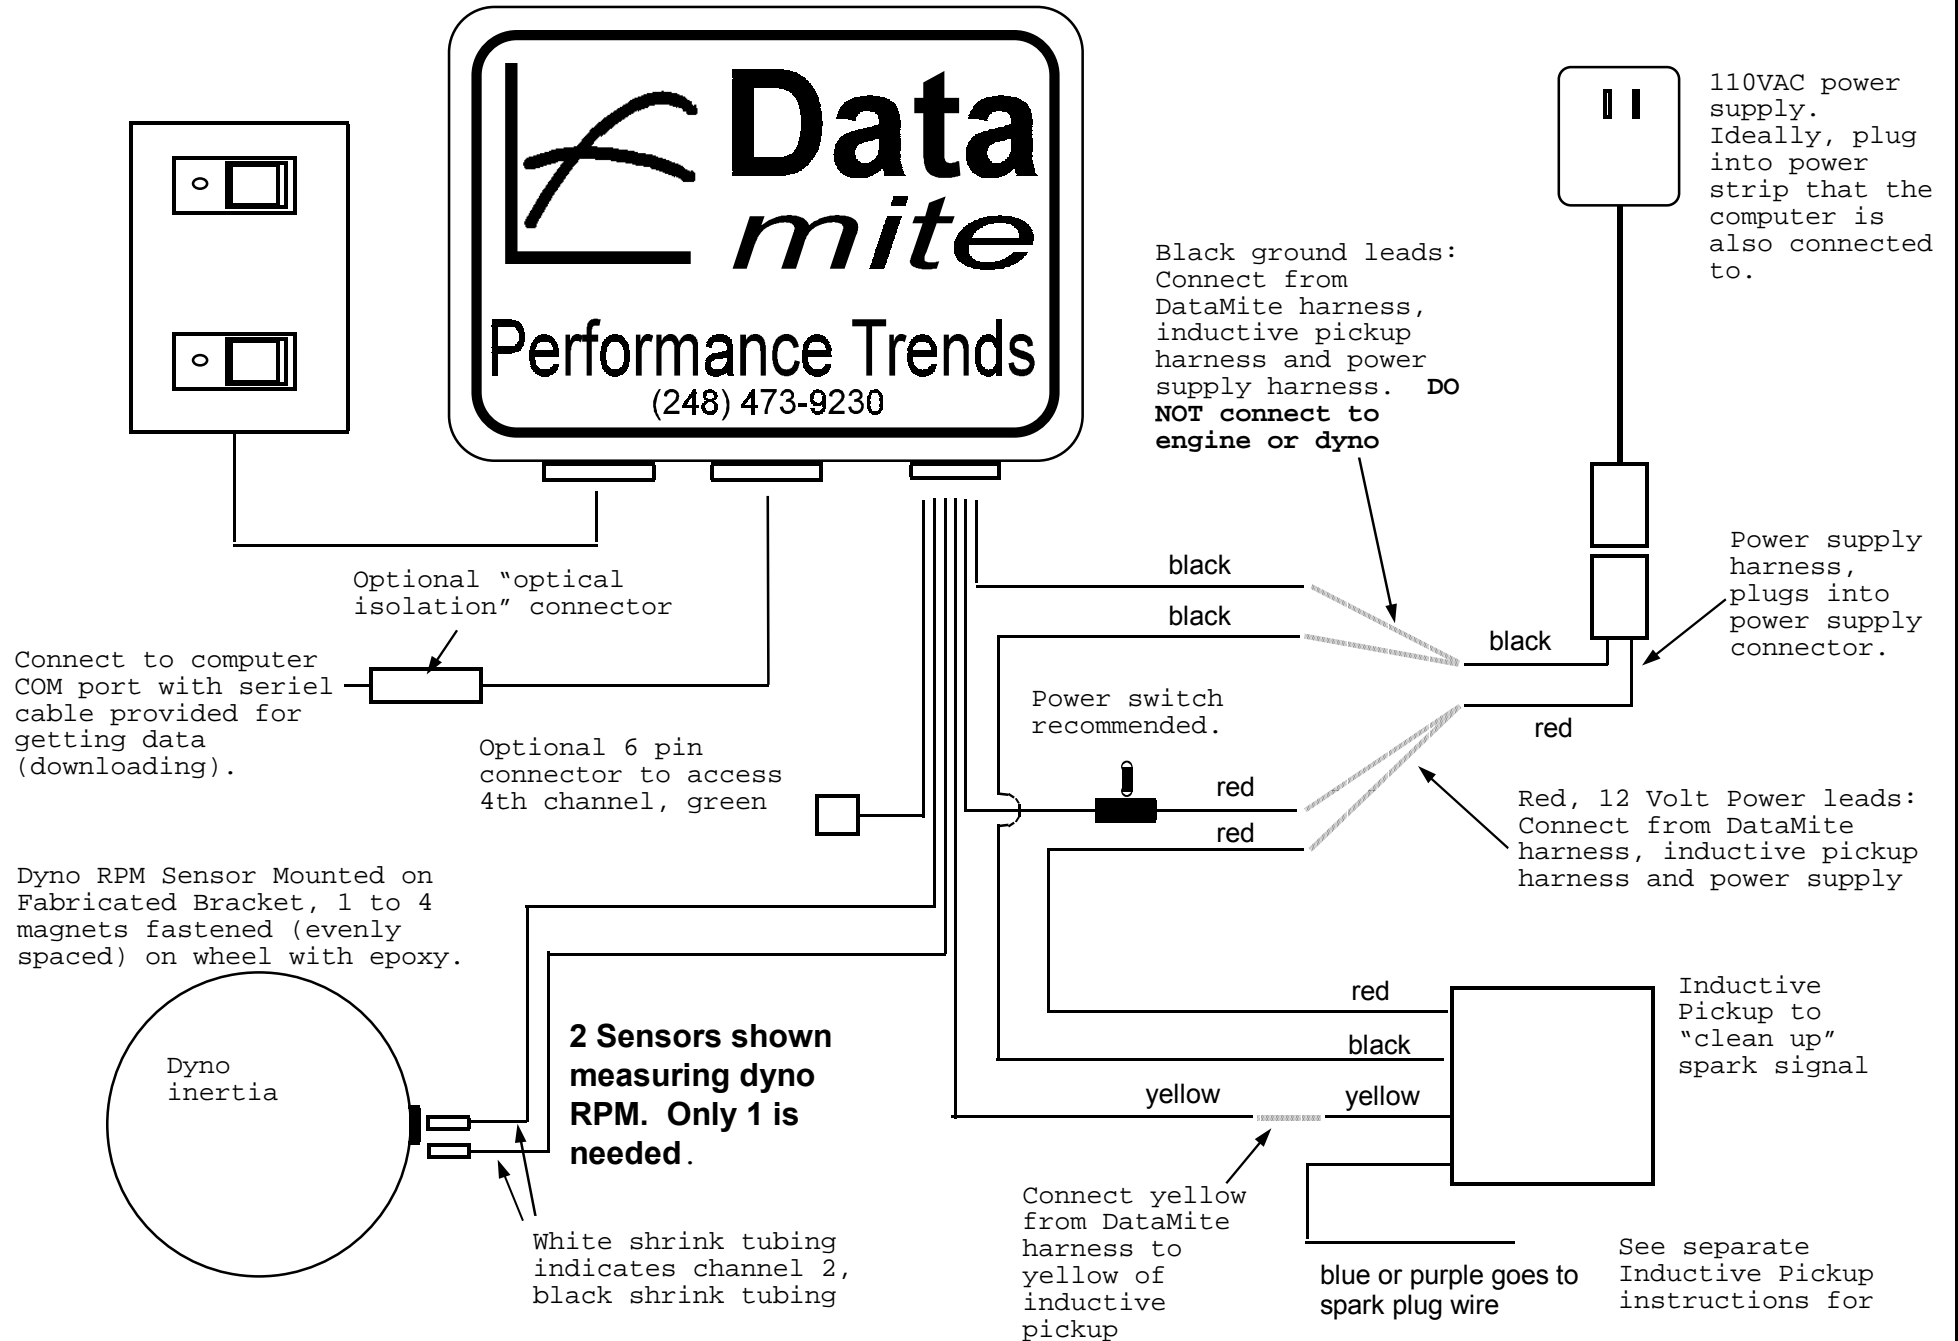 Data
mite
Performance Trends
(248) 473-9230
110VAC power
supply.
Ideally, plug
into power
strip that the
computer is
also connected
to.
Black ground leads:
Connect from
DataMite harness,
inductive pickup
harness and power
supply harness. DO
NOT connect to
engine or dyno
Power supply
harness,
plugs into
power supply
connector.
black
black
black
Optional “optical
isolation” connector
Connect to computer
COM port with seriel
cable provided for
getting data
(downloading).
Power switch
recommended.
red
red
red
Optional 6 pin
connector to access
4th channel, green
Red, 12 Volt Power leads:
Connect from DataMite
harness, inductive pickup
harness and power supply
Dyno RPM Sensor Mounted on
Fabricated Bracket, 1 to 4
magnets fastened (evenly
spaced) on wheel with epoxy.
Dyno
inertia
2 Sensors shown
measuring dyno
RPM. Only 1 is
needed.
red
black
yellow
yellow
Inductive
Pickup to
“clean up”
spark signal
White shrink tubing
indicates channel 2,
black shrink tubing
Connect yellow
from DataMite
harness to
yellow of
inductive
pickup
blue or purple goes to
spark plug wire
See separate
Inductive Pickup
instructions for